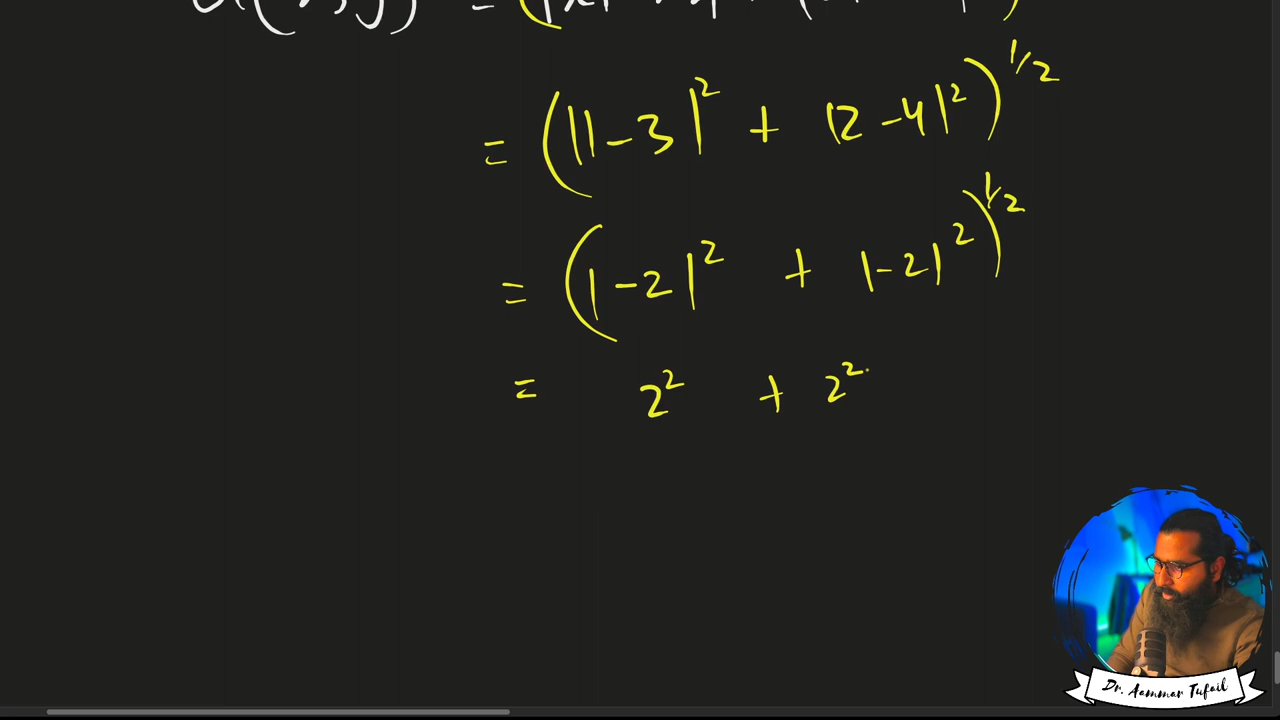 = (|1-3|² + |2-4|²)^1/2
= (|-2|² + |-2|²)^1/2
= 2² + 2²
Dr. Aammar Tufail